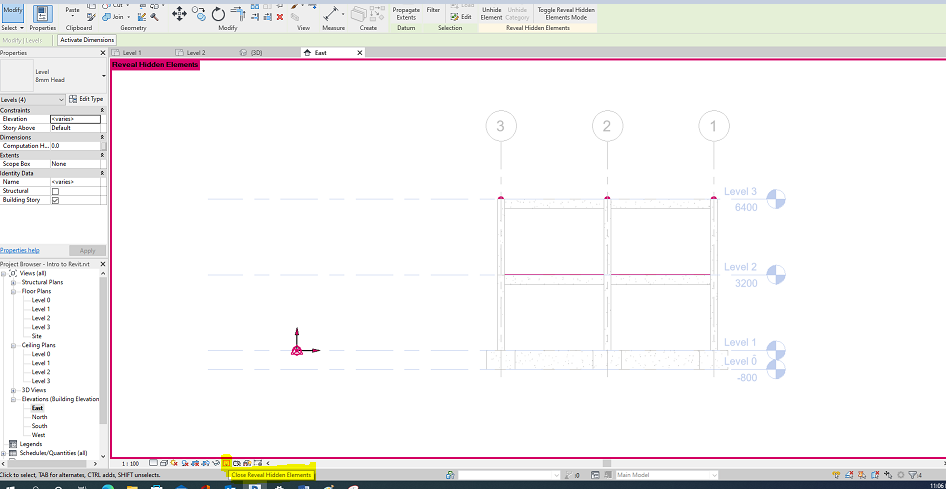 Modify
Select
Properties
Paste
Clipboard
Cut
Join
Geometry
Modify
View
Measure
Create
Propagate Extents
Datum
Filter
Load
Edit
Selection
Unhide Element
Unhide Category
Toggle Reveal Hidden Elements Mode
Reveal Hidden Elements
Modify | Levels
Activate Dimensions
Properties
Level 1
Level 2
(3D)
East
Reveal Hidden Elements
Level
8mm Head
Levels (4)
Edit Type
Constraints
Elevation <varies>
Story Above Default
Dimensions
Computation H... 0.0
Extents
Scope Box None
Identity Data
Name <varies>
Structural
Building Story
Properties help
Apply
Project Browser - Intro to Revit.rvt
Views (all)
Structural Plans
Floor Plans
Level 0
Level 1
Level 2
Level 3
Site
Ceiling Plans
Level 0
Level 1
Level 2
Level 3
3D Views
Elevations (Building Elevation
East
North
South
West
Legends
Schedules/Quantities (all)
3
2
1
Level 3
6400
Level 2
3200
Level 1
Level 0
-800
1 : 100
Close Reveal Hidden Elements
Click to select, TAB for alternates, CTRL adds, SHIFT unselects.
:0
Main Model
:4
11:06